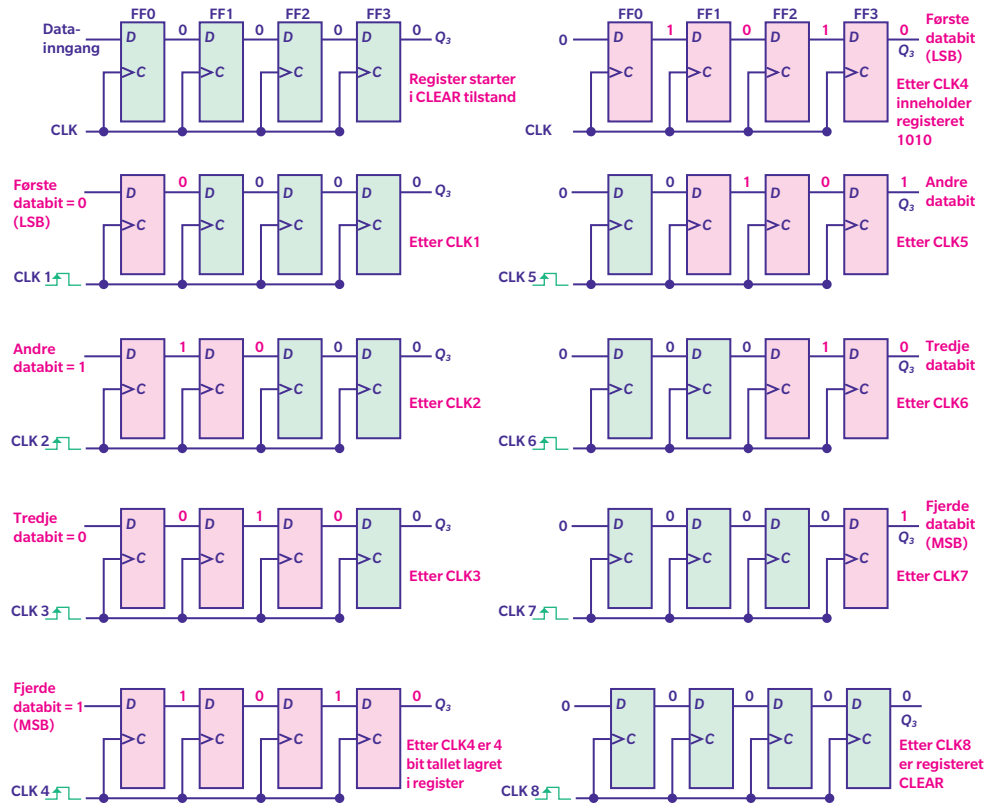 FF0 FF1 FF2 FF3
Data-
inngang
D 0 D 0 D 0 D 0 Q3
C C C C
Register starter
i CLEAR tilstand
CLK
Første
databit = 0
(LSB)
D 0 D 0 D 0 D 0 Q3
C C C C
Etter CLK1
CLK 1
Andre
databit = 1
D 1 D 0 D 0 D 0 Q3
C C C C
Etter CLK2
CLK 2
Tredje
databit = 0
D 0 D 1 D 0 D 0 Q3
C C C C
Etter CLK3
CLK 3
Fjerde
databit = 1
(MSB)
D 1 D 0 D 1 D 0 Q3
C C C C
Etter CLK4 er 4
bit tallet lagret
i register
CLK 4
FF0 FF1 FF2 FF3
0 D 1 D 0 D 1 D 0
Q3
Første
databit
(LSB)
C C C C
Etter CLK4
inneholder
registeret
1010
CLK
0 D 0 D 1 D 0 D 1
Q3
Andre
databit
C C C C
Etter CLK5
CLK 5
0 D 0 D 0 D 1 D 0
Q3
Tredje
databit
C C C C
Etter CLK6
CLK 6
0 D 0 D 0 D 0 D 1
Q3
Fjerde
databit
(MSB)
C C C C
Etter CLK7
CLK 7
0 D 0 D 0 D 0 D 0
Q3
C C C C
Etter CLK8
er registeret
CLEAR
CLK 8